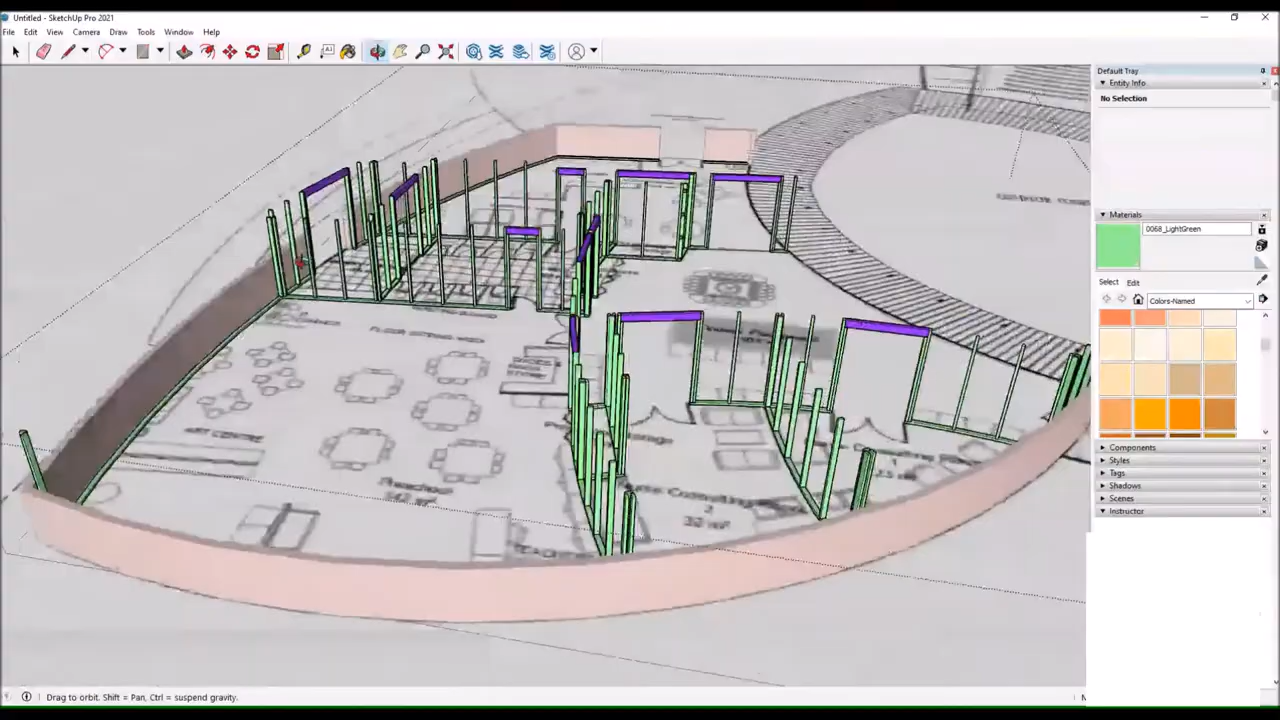 Untitled - SketchUp Pro 2021
File Edit View Camera Draw Tools Window Help
Default Tray
Entity Info
No Selection
Materials
0068_LightGreen
Select Edit
Colors-Named
Components
Styles
Tags
Shadows
Scenes
Instructor
ART CENTRE
Drag to orbit. Shift = Pan, Ctrl = suspend gravity.